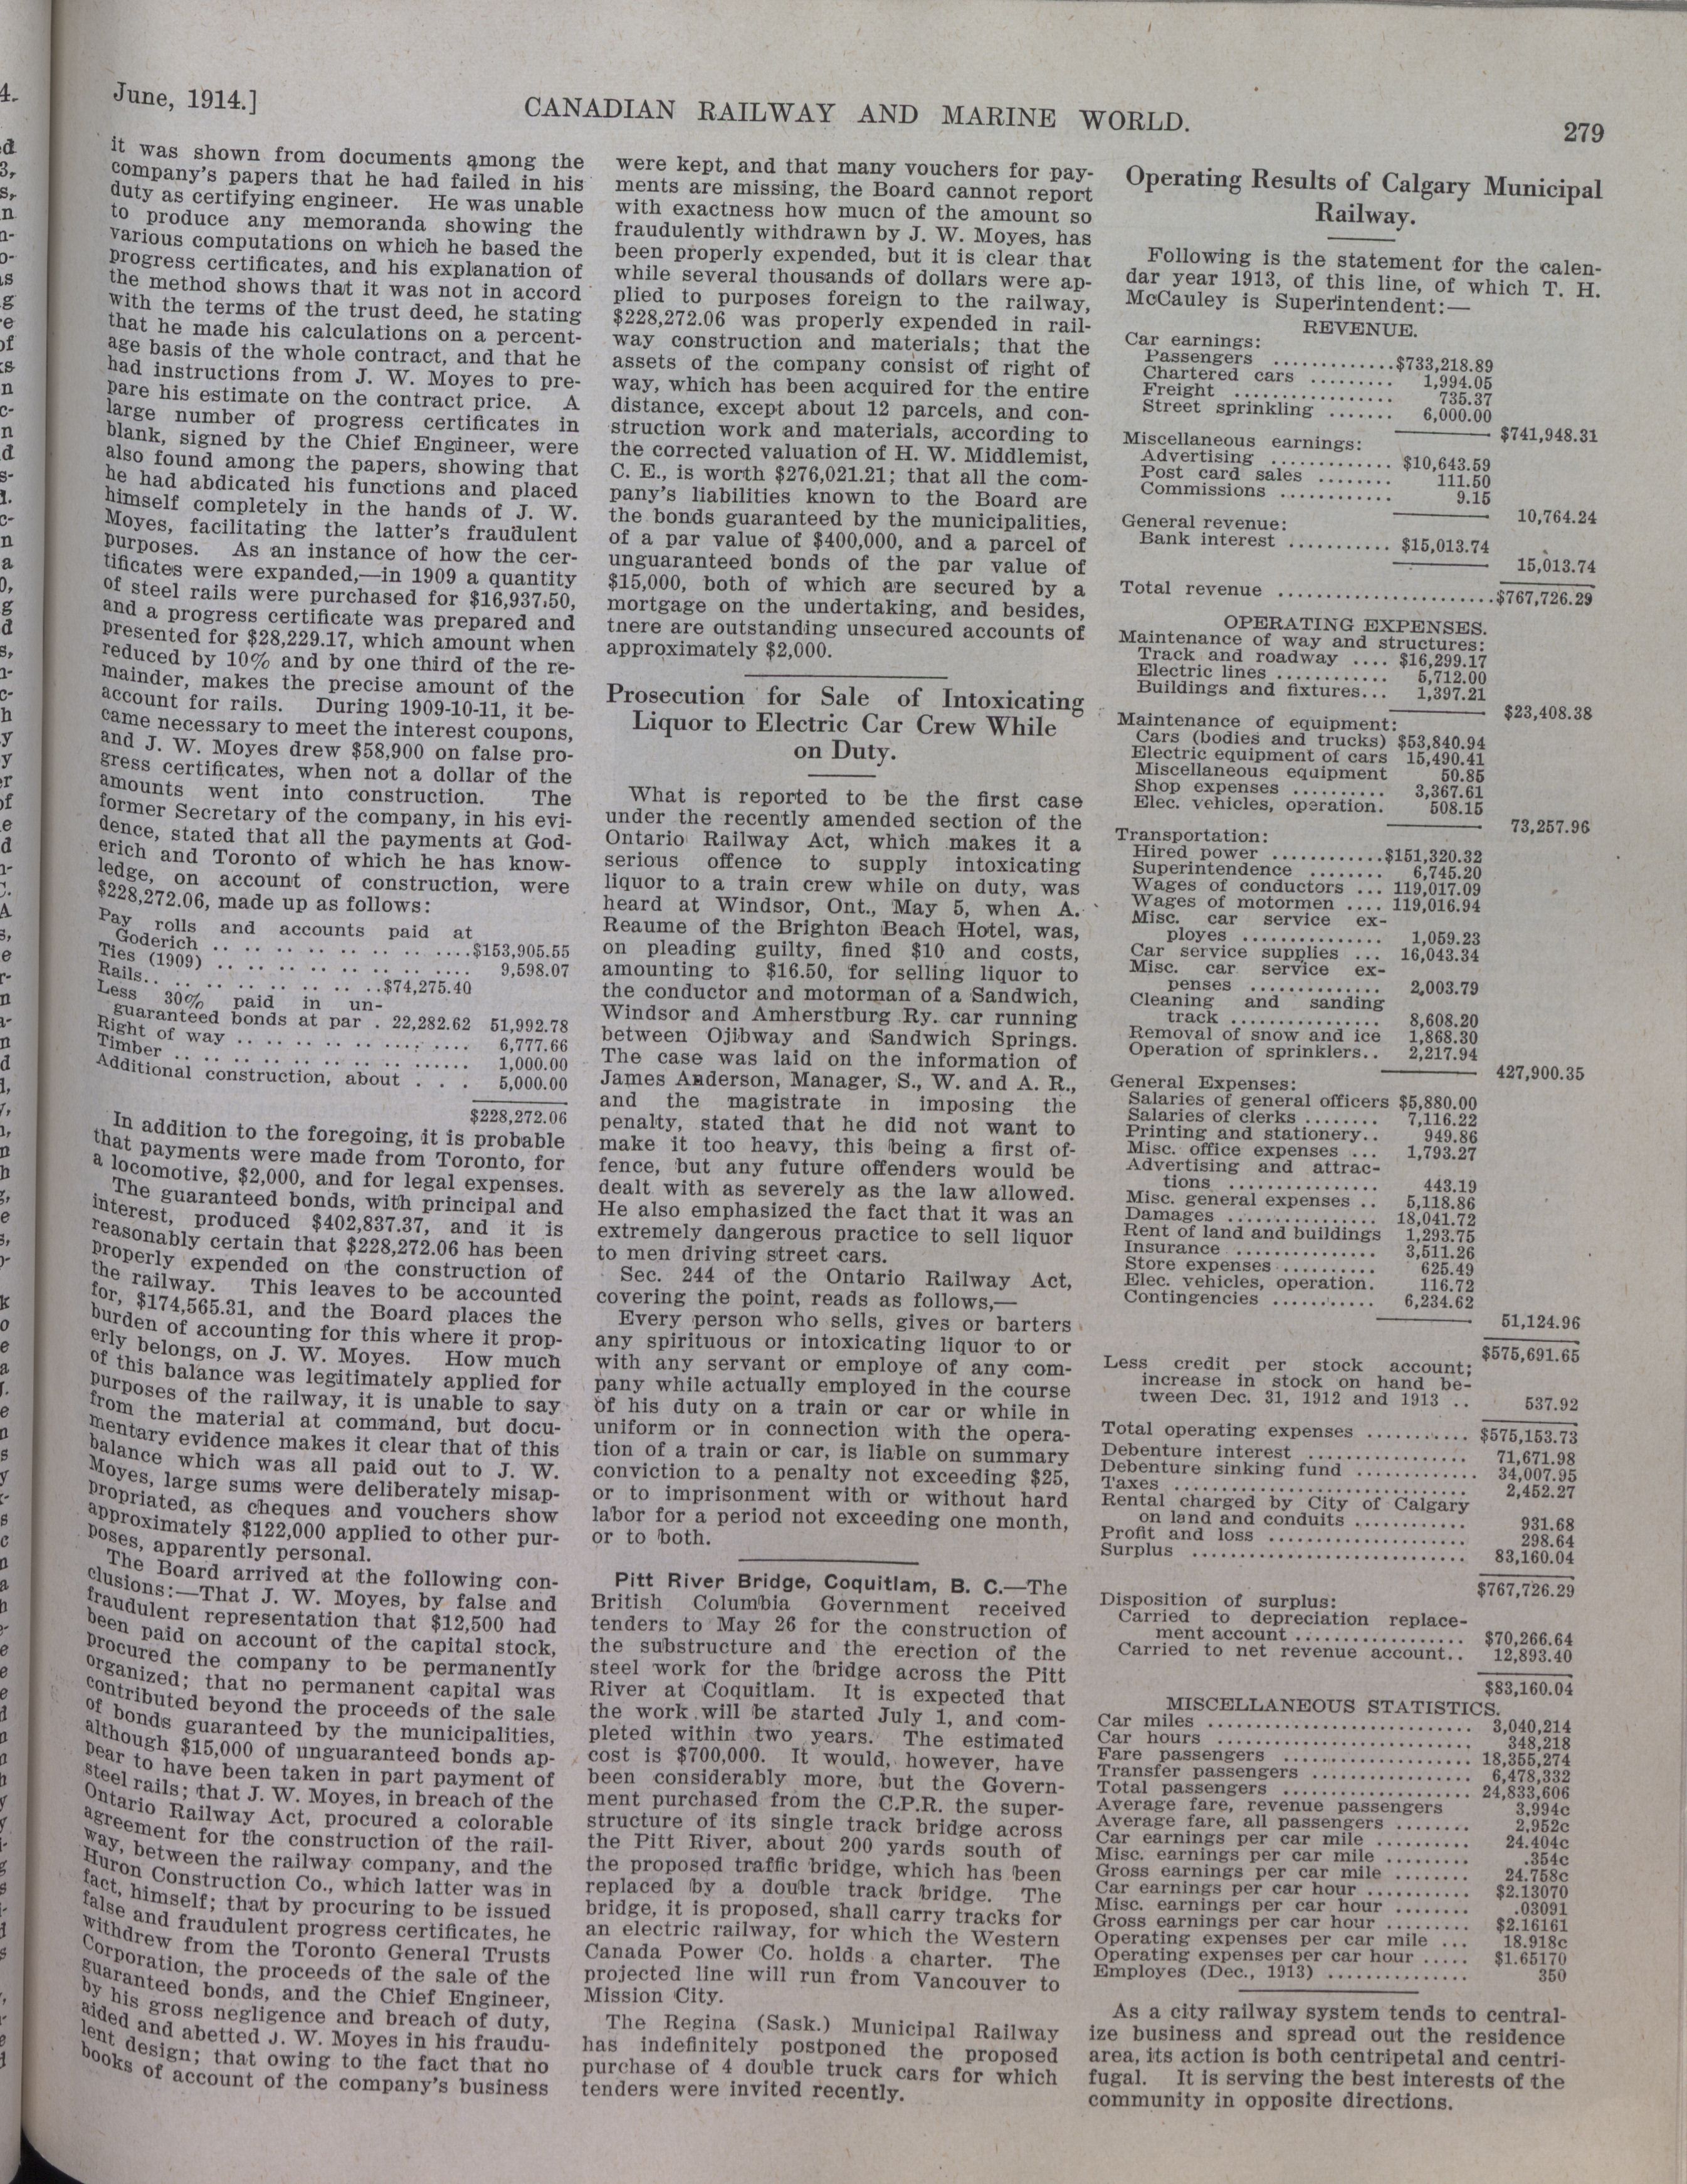 June, 1914.]
CANADIAN RAILWAY AND MARINE WORLD.
279
it was shown from documents among the
company's papers that he had failed in his
duty as certifying engineer. He was unable
to produce any memoranda showing the
various computations on which he based the
progress certificates, and his explanation of
the method shows that it was not in accord
with the terms of the trust deed, he stating
that he made his calculations on a percent-
age basis of the whole contract, and that he
had instructions from J. W. Moyes to pre-
pare his estimate on the contract price. A
large number of progress certificates in
blank, signed by the Chief Engineer, were
also found among the papers, showing that
he had abdicated his functions and placed
himself completely in the hands of J. W.
Moyes, facilitating the latter's fraudulent
purposes. As an instance of how the cer-
tificates were expanded,—in 1909 a quantity
of steel rails were purchased for $16,937.50,
and a progress certificate was prepared and
presented for $28,229.17, which amount when
reduced by 10% and by one third of the re-
mainder, makes the precise amount of the
account for rails. During 1909-10-11, it be-
came necessary to meet the interest coupons,
and J. W. Moyes drew $58,900 on false pro-
gress certificates, when not a dollar of the
amounts went into construction. The
former Secretary of the company, in his evi-
dence, stated that all the payments at God-
erich and Toronto of which he has know-
ledge, on account of construction, were
$228,272.06, made up as follows:
Pay rolls and accounts paid at
Goderich .. .. .. .. .. .. .. ....$153,905.55
Ties (1909) .. .. .. .. .. .. .. .... 9,598.07
Rails.. .. .. .. .. .. ..$74,275.40
Less 30% paid in un-
guaranteed bonds at par . 22,282.62 51,992.78
Right of way .. .. .. .. .. .. .... 6,777.66
Timber .. .. .. .. .. .. .. ...... 1,000.00
Additional construction, about . . . 5,000.00
$228,272.06
In addition to the foregoing, it is probable
that payments were made from Toronto, for
a locomotive, $2,000, and for legal expenses.
The guaranteed bonds, with principal and
interest, produced $402,837.37, and it is
reasonably certain that $228,272.06 has been
properly expended on the construction of
the railway. This leaves to be accounted
for, $174,565.31, and the Board places the
burden of accounting for this where it prop-
erly belongs, on J. W. Moyes. How much
of this balance was legitimately applied for
purposes of the railway, it is unable to say
from the material at command, but docu-
mentary evidence makes it clear that of this
balance which was all paid out to J. W.
Moyes, large sums were deliberately misap-
propriated, as cheques and vouchers show
approximately $122,000 applied to other pur-
poses, apparently personal.
The Board arrived at the following con-
clusions:—That J. W. Moyes, by false and
fraudulent representation that $12,500 had
been paid on account of the capital stock,
procured the company to be permanently
organized; that no permanent capital was
contributed beyond the proceeds of the sale
of bonds guaranteed by the municipalities,
although $15,000 of unguaranteed bonds ap-
pear to have been taken in part payment of
steel rails; that J. W. Moyes, in breach of the
Ontario Railway Act, procured a colorable
agreement for the construction of the rail-
way, between the railway company, and the
Huron Construction Co., which latter was in
fact, himself; that by procuring to be issued
false and fraudulent progress certificates, he
withdrew from the Toronto General Trusts
Corporation, the proceeds of the sale of the
guaranteed bonds, and the Chief Engineer,
by his gross negligence and breach of duty,
aided and abetted J. W. Moyes in his fraudu-
lent design; that owing to the fact that no
books of account of the company's business
were kept, and that many vouchers for pay-
ments are missing, the Board cannot report
with exactness how mucn of the amount so
fraudulently withdrawn by J. W. Moyes, has
been properly expended, but it is clear that
while several thousands of dollars were ap-
plied to purposes foreign to the railway,
$228,272.06 was properly expended in rail-
way construction and materials; that the
assets of the company consist of right of
way, which has been acquired for the entire
distance, except about 12 parcels, and con-
struction work and materials, according to
the corrected valuation of H. W. Middlemist,
C. E., is worth $276,021.21; that all the com-
pany's liabilities known to the Board are
the bonds guaranteed by the municipalities,
of a par value of $400,000, and a parcel of
unguaranteed bonds of the par value of
$15,000, both of which are secured by a
mortgage on the undertaking, and besides,
tnere are outstanding unsecured accounts of
approximately $2,000.
Prosecution for Sale of Intoxicating
Liquor to Electric Car Crew While
on Duty.
What is reported to be the first case
under the recently amended section of the
Ontario Railway Act, which makes it a
serious offence to supply intoxicating
liquor to a train crew while on duty, was
heard at Windsor, Ont., May 5, when A.
Reaume of the Brighton Beach Hotel, was,
on pleading guilty, fined $10 and costs,
amounting to $16.50, for selling liquor to
the conductor and motorman of a Sandwich,
Windsor and Amherstburg Ry. car running
between Ojibway and Sandwich Springs.
The case was laid on the information of
James Anderson, Manager, S., W. and A. R.,
and the magistrate in imposing the
penalty, stated that he did not want to
make it too heavy, this being a first of-
fence, but any future offenders would be
dealt with as severely as the law allowed.
He also emphasized the fact that it was an
extremely dangerous practice to sell liquor
to men driving street cars.
Sec. 244 of the Ontario Railway Act,
covering the point, reads as follows,—
Every person who sells, gives or barters
any spirituous or intoxicating liquor to or
with any servant or employe of any com-
pany while actually employed in the course
of his duty on a train or car or while in
uniform or in connection with the opera-
tion of a train or car, is liable on summary
conviction to a penalty not exceeding $25,
or to imprisonment with or without hard
labor for a period not exceeding one month,
or to both.
Pitt River Bridge, Coquitlam, B. C.—The
British Columbia Government received
tenders to May 26 for the construction of
the substructure and the erection of the
steel work for the bridge across the Pitt
River at Coquitlam. It is expected that
the work will be started July 1, and com-
pleted within two years. The estimated
cost is $700,000. It would, however, have
been considerably more, but the Govern-
ment purchased from the C.P.R. the super-
structure of its single track bridge across
the Pitt River, about 200 yards south of
the proposed traffic bridge, which has been
replaced by a double track bridge. The
bridge, it is proposed, shall carry tracks for
an electric railway, for which the Western
Canada Power Co. holds a charter. The
projected line will run from Vancouver to
Mission City.
The Regina (Sask.) Municipal Railway
has indefinitely postponed the proposed
purchase of 4 double truck cars for which
tenders were invited recently.
Operating Results of Calgary Municipal
Railway.
Following is the statement for the calen-
dar year 1913, of this line, of which T. H.
McCauley is Superintendent:—
REVENUE.
Car earnings:
Passengers ............$733,218.89
Chartered cars ......... 1,994.05
Freight ................. 735.37
Street sprinkling ....... 6,000.00
$741,948.31
Miscellaneous earnings:
Advertising ............. $10,643.59
Post card sales ........ 111.50
Commissions ............ 9.15
10,764.24
General revenue:
Bank interest ........... $15,013.74
15,013.74
Total revenue ......................$767,726.29
OPERATING EXPENSES.
Maintenance of way and structures:
Track and roadway .... $16,299.17
Electric lines ............ 5,712.00
Buildings and fixtures... 1,397.21
$23,408.38
Maintenance of equipment:
Cars (bodies and trucks) $53,840.94
Electric equipment of cars 15,490.41
Miscellaneous equipment 50.85
Shop expenses .......... 3,367.61
Elec. vehicles, operation. 508.15
73,257.96
Transportation:
Hired power ............$151,320.32
Superintendence ........ 6,745.20
Wages of conductors ... 119,017.09
Wages of motormen .... 119,016.94
Misc. car service ex-
ployes ............... 1,059.23
Car service supplies ... 16,043.34
Misc. car service ex-
penses .............. 2,003.79
Cleaning and sanding
track ................ 8,608.20
Removal of snow and ice 1,868.30
Operation of sprinklers.. 2,217.94
427,900.35
General Expenses:
Salaries of general officers $5,880.00
Salaries of clerks ........ 7,116.22
Printing and stationery.. 949.86
Misc. office expenses ... 1,793.27
Advertising and attrac-
tions ................ 443.19
Misc. general expenses .. 5,118.86
Damages ................ 18,041.72
Rent of land and buildings 1,293.75
Insurance ............... 3,511.26
Store expenses .......... 625.49
Elec. vehicles, operation. 116.72
Contingencies ........... 6,234.62
51,124.96
$575,691.65
Less credit per stock account;
increase in stock on hand be-
tween Dec. 31, 1912 and 1913 .. 537.92
Total operating expenses ........... $575,153.73
Debenture interest ................. 71,671.98
Debenture sinking fund ............. 34,007.95
Taxes ............................... 2,452.27
Rental charged by City of Calgary
on land and conduits ............ 931.68
Profit and loss ..................... 298.64
Surplus ............................. 83,160.04
$767,726.29
Disposition of surplus:
Carried to depreciation replace-
ment account .................. $70,266.64
Carried to net revenue account.. 12,893.40
$83,160.04
MISCELLANEOUS STATISTICS.
Car miles ............................ 3,040,214
Car hours ........................... 348,218
Fare passengers .................... 18,355,274
Transfer passengers ................. 6,478,332
Total passengers .................... 24,833,606
Average fare, revenue passengers 3,994c
Average fare, all passengers ........ 2,952c
Car earnings per car mile .......... 24.404c
Misc. earnings per car mile ......... .354c
Gross earnings per car mile ........ 24.758c
Car earnings per car hour ........... $2.13070
Misc. earnings per car hour ........ .03091
Gross earnings per car hour ......... $2.16161
Operating expenses per car mile ... 18.918c
Operating expenses per car hour ..... $1.65170
Employes (Dec., 1913) ............... 350
As a city railway system tends to central-
ize business and spread out the residence
area, its action is both centripetal and centri-
fugal. It is serving the best interests of the
community in opposite directions.